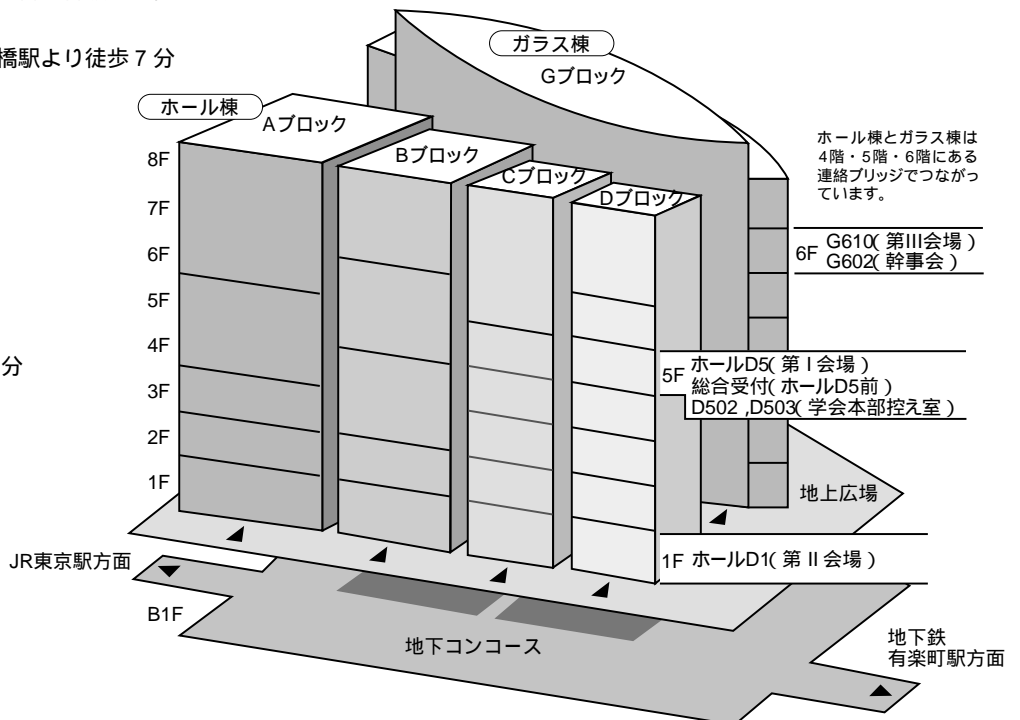 橋駅より徒歩7分
ガラス棟
Gブロック
ホール棟
Aブロック
Bブロック
Cブロック
Dブロック
ホール棟とガラス棟は
4階・5階・6階にある
連絡ブリッジでつながっ
ています。
8F
7F
6F
5F
4F
3F
2F
1F
分
6F G610(第III会場)
G602(幹事会)
5F ホールD5(第I会場)
総合受付(ホールD5前)
D502,D503(学会本部控え室)
地上広場
1F ホールD1(第II会場)
JR東京駅方面
B1F
地下コンコース
地下鉄
有楽町駅方面